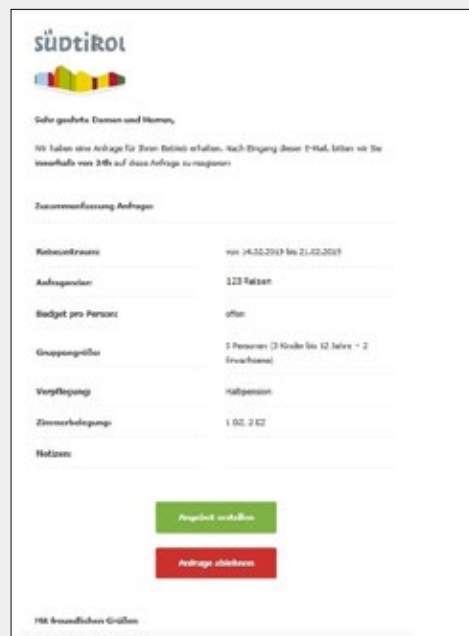 SÜDTIROL
Sehr geehrte Damen und Herren,
Wir haben eine Anfrage für Ihren Betrieb erhalten. Nach Eingang dieser E-Mail, bitten wir Sie
innerhalb von 24h auf diese Anfrage zu reagieren
Zusammenfassung Anfrage:
Reisezeitraum: von 14.02.2019 bis 21.02.2019
123 Reisen
Budget pro Person: offen
Gruppengröße: 5 Personen (3 Kinder bis 12 Jahre – 2
Erwachsene)
Verpflegung: Halbpension
Zimmerbelegung: 1 DZ, 2 EZ
Notizen:
Angebot erstellen
Anfrage ablehnen
Mit freundlichen Grüßen